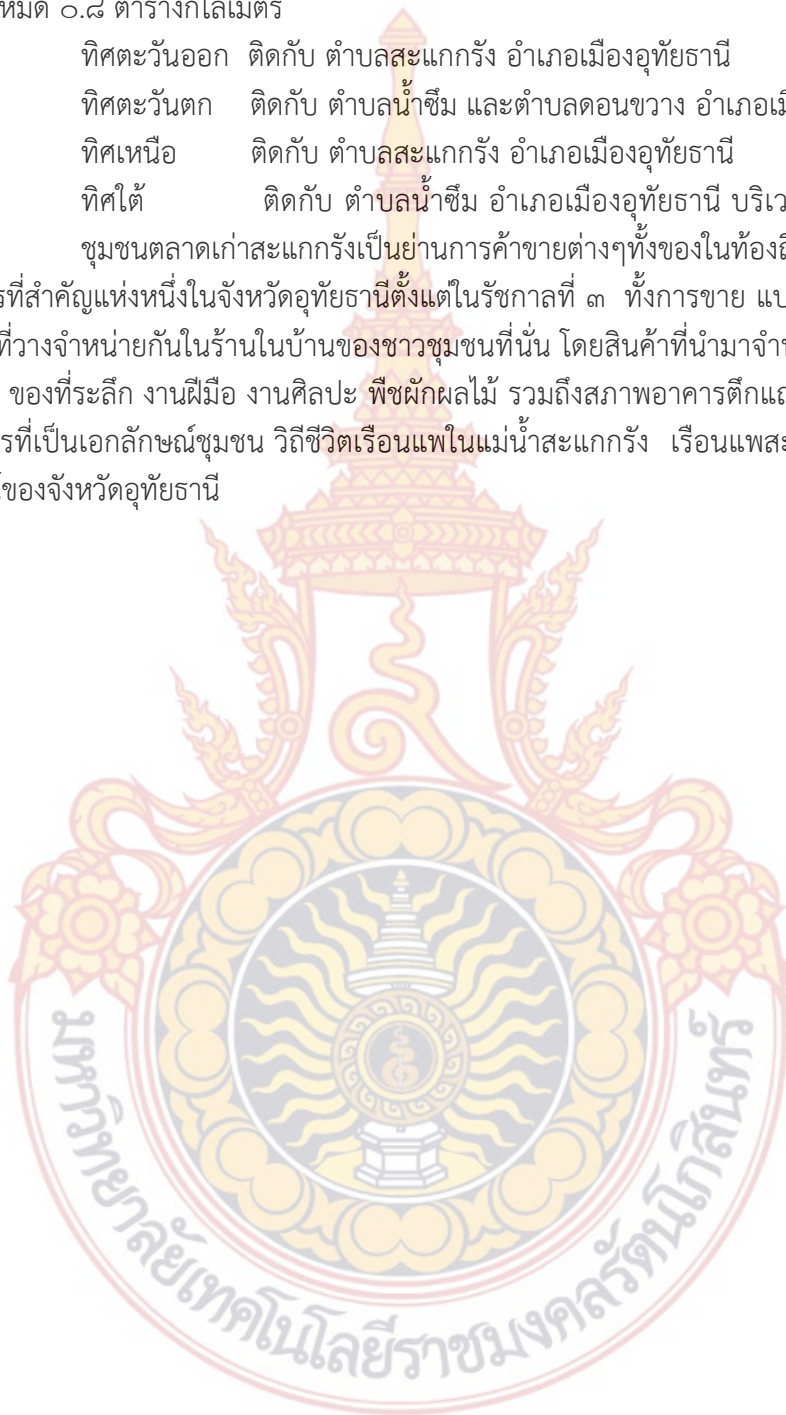 หมด ๐.๘ ตารางกิโลเมตร
ทิศตะวันออก ติดกับ ตำบลสะแกกรัง อำเภอเมืองอุทัยธานี
ทิศตะวันตก ติดกับ ตำบลน้ำซึม และตำบลดอนขวาง อำเภอเมื
ทิศเหนือ ติดกับ ตำบลสะแกกรัง อำเภอเมืองอุทัยธานี
ทิศใต้ ติดกับ ตำบลน้ำซึม อำเภอเมืองอุทัยธานี บริเว
ชุมชนตลาดเก่าสะแกกรังเป็นย่านการค้าขายต่างๆทั้งของในท้องถิ
รที่สำคัญแห่งหนึ่งในจังหวัดอุทัยธานีตั้งแต่ในรัชกาลที่ ๓ ทั้งการขาย แบ
ที่วางจำหน่ายกันในร้านในบ้านของชาวชุมชนที่นั่น โดยสินค้าที่นำมาจำห
ของที่ระลึก งานฝีมือ งานศิลปะ พืชผักผลไม้ รวมถึงสภาพอาคารตึกแถ
รที่เป็นเอกลักษณ์ชุมชน วิถีชีวิตเรือนแพในแม่น้ำสะแกกรัง เรือนแพสะ
ของจังหวัดอุทัยธานี
มหาวิทยาลัยเทคโนโลยีราชมงคลรัตนโกสินทร์